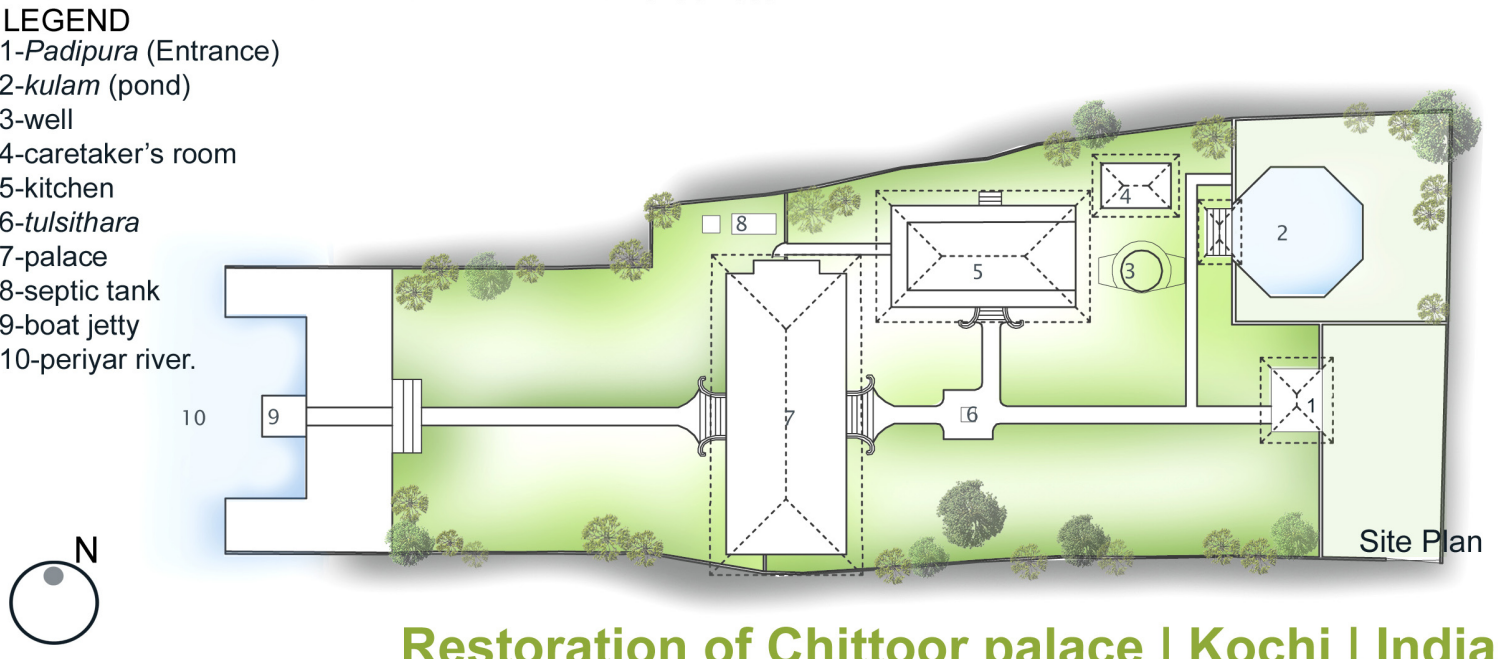 LEGEND
1-Padipura (Entrance)
2-kulam (pond)
3-well
4-caretaker's room
5-kitchen
6-tulsithara
7-palace
8-septic tank
9-boat jetty
10-periyar river.
8
4
2
5
3
10
9
7
6
1
Site Plan
N
Restoration of Chittoor palace | Kochi | India